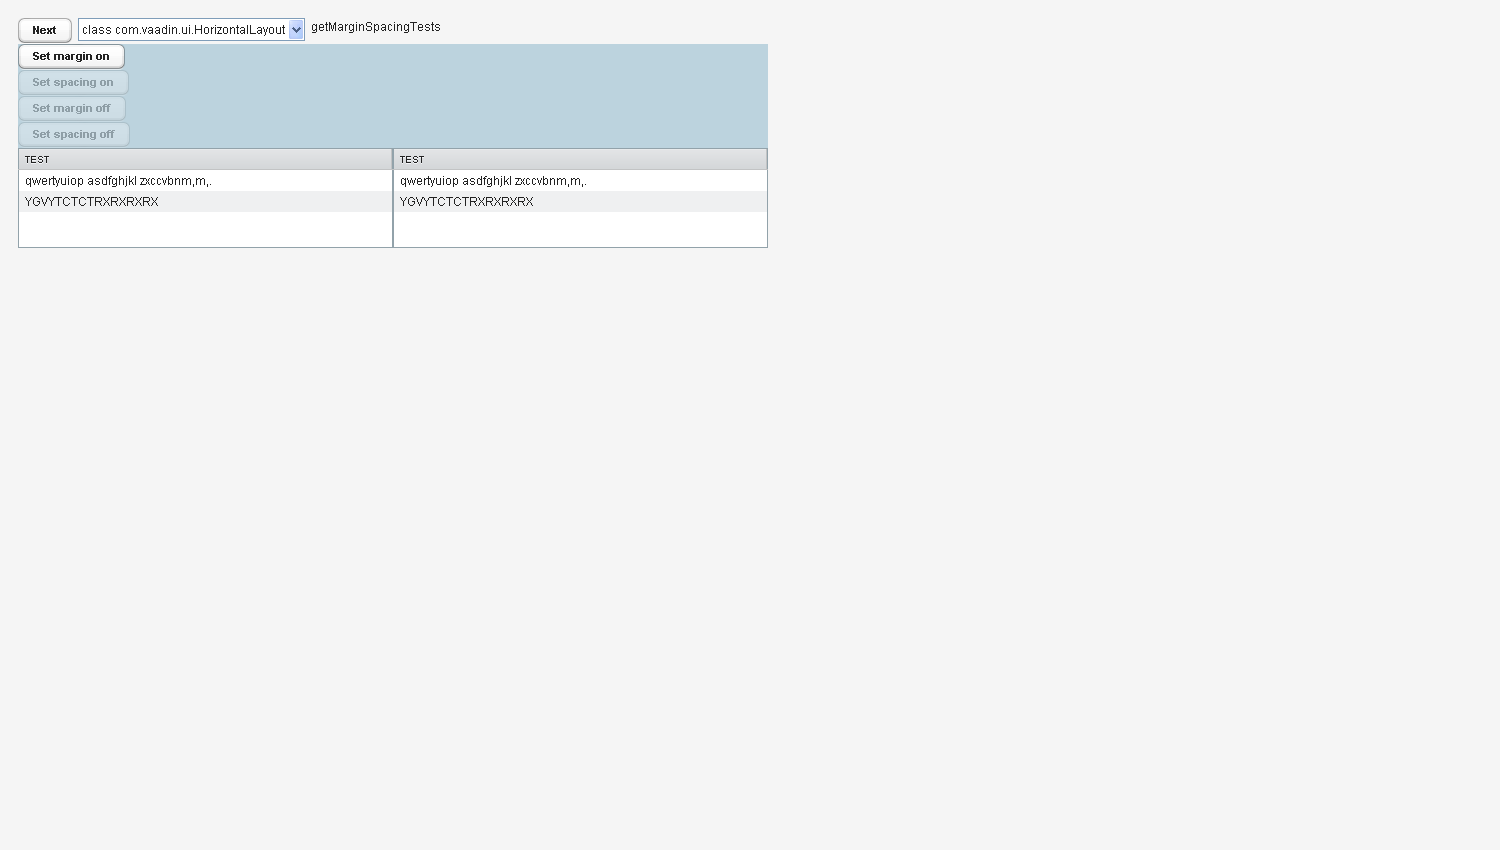 Next class com.vaadin.ui.HorizontalLayout getMarginSpacingTests
Set margin on
Set spacing on
Set margin off
Set spacing off
TEST TEST
qwertyuiop asdfghjkl zxccvbnm,m,. qwertyuiop asdfghjkl zxccvbnm,m,.
YGVYTCTCTRXRXRXRX YGVYTCTCTRXRXRXRX